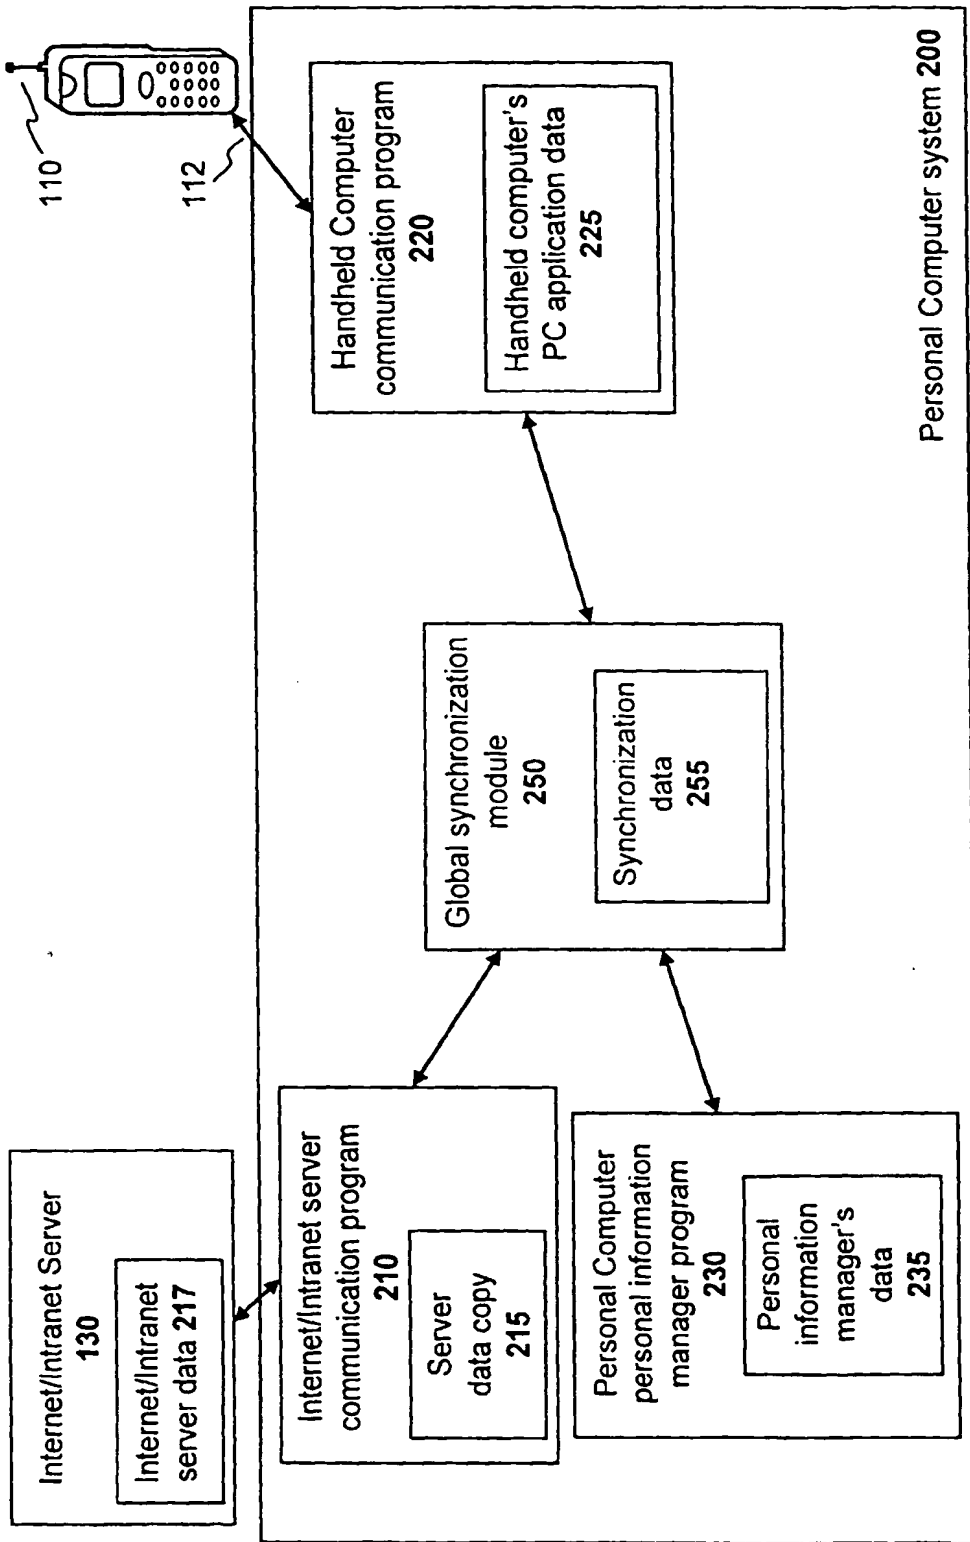 Internet/Intranet Server
130
Internet/Intranet
server data 217
110
112
Internet/Intranet server
communication program
210
Server
data copy
215
Global synchronization
module
250
Synchronization
data
255
Handheld Computer
communication program
220
Handheld computer's
PC application data
225
Personal Computer
personal information
manager program
230
Personal
information
manager's
data
235
Personal Computer system 200